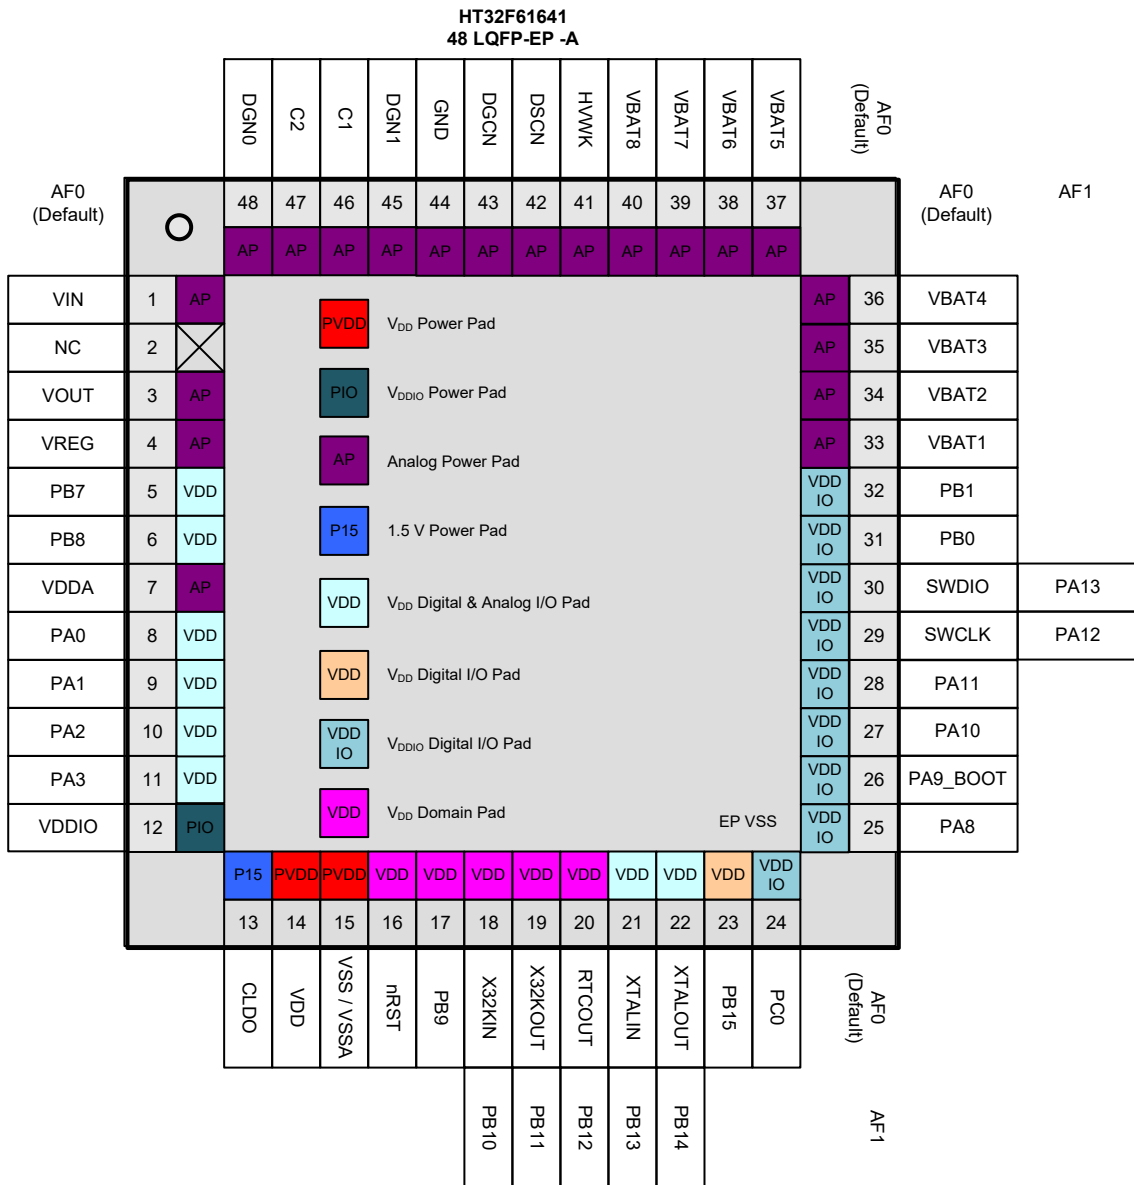 HT32F61641
48 LQFP-EP -A
DGN0
C2
C1
DGN1
GND
DGCN
DSCN
HVWK
VBAT8
VBAT7
VBAT6
VBAT5
AF0
(Default)
AF0
(Default)
48 47 46 45 44 43 42 41 40 39 38 37
AF0
(Default)
AF1
AP AP AP AP AP AP AP AP AP AP AP AP
VIN 1 AP
AP 36 VBAT4
PVDD VDD Power Pad
NC 2
AP 35 VBAT3
VOUT 3 AP
PIO VDDIO Power Pad
AP 34 VBAT2
VREG 4 AP
AP Analog Power Pad
AP 33 VBAT1
PB7 5 VDD
VDD IO 32 PB1
P15 1.5 V Power Pad
PB8 6 VDD
VDD IO 31 PB0
VDDA 7 AP
VDD VDD Digital & Analog I/O Pad
VDD IO 30 SWDIO PA13
PA0 8 VDD
VDD IO 29 SWCLK PA12
PA1 9 VDD
VDD VDD Digital I/O Pad
VDD IO 28 PA11
PA2 10 VDD
VDD IO VDDIO Digital I/O Pad
VDD IO 27 PA10
PA3 11 VDD
VDD IO 26 PA9_BOOT
VDD VDD Domain Pad
VDDIO 12 PIO
EP VSS
VDD IO 25 PA8
P15 PVDD PVDD VDD VDD VDD VDD VDD VDD VDD VDD VDD IO
13 14 15 16 17 18 19 20 21 22 23 24
CLDO
VDD
VSS / VSSA
nRST
PB9
X32KIN
X32KOUT
RTCOUT
XTALIN
XTALOUT
PB15
PC0
AF0
(Default)
PB10
PB11
PB12
PB13
PB14
AF1